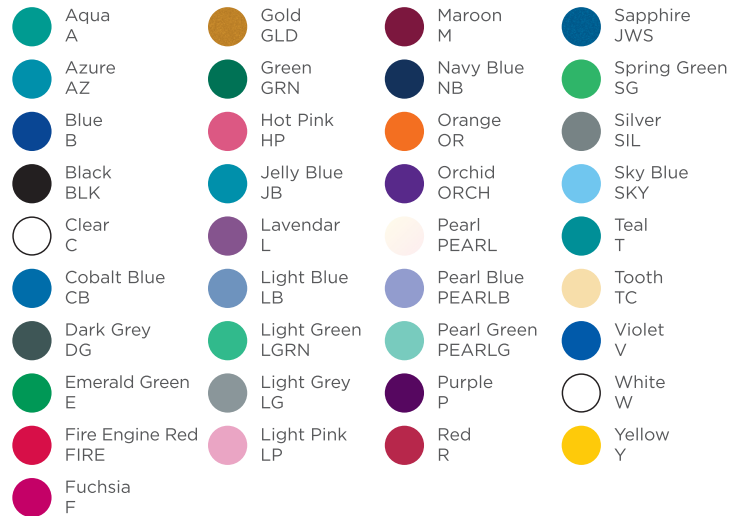 Aqua
A
Azure
AZ
Blue
B
Black
BLK
Clear
C
Cobalt Blue
CB
Dark Grey
DG
Emerald Green
E
Fire Engine Red
FIRE
Fuchsia
F
Gold
GLD
Green
GRN
Hot Pink
HP
Jelly Blue
JB
Lavendar
L
Light Blue
LB
Light Green
LGRN
Light Grey
LG
Light Pink
LP
Maroon
M
Navy Blue
NB
Orange
OR
Orchid
ORCH
Pearl
PEARL
Pearl Blue
PEARLB
Pearl Green
PEARLG
Purple
P
Red
R
Sapphire
JWS
Spring Green
SG
Silver
SIL
Sky Blue
SKY
Teal
T
Tooth
TC
Violet
V
White
W
Yellow
Y